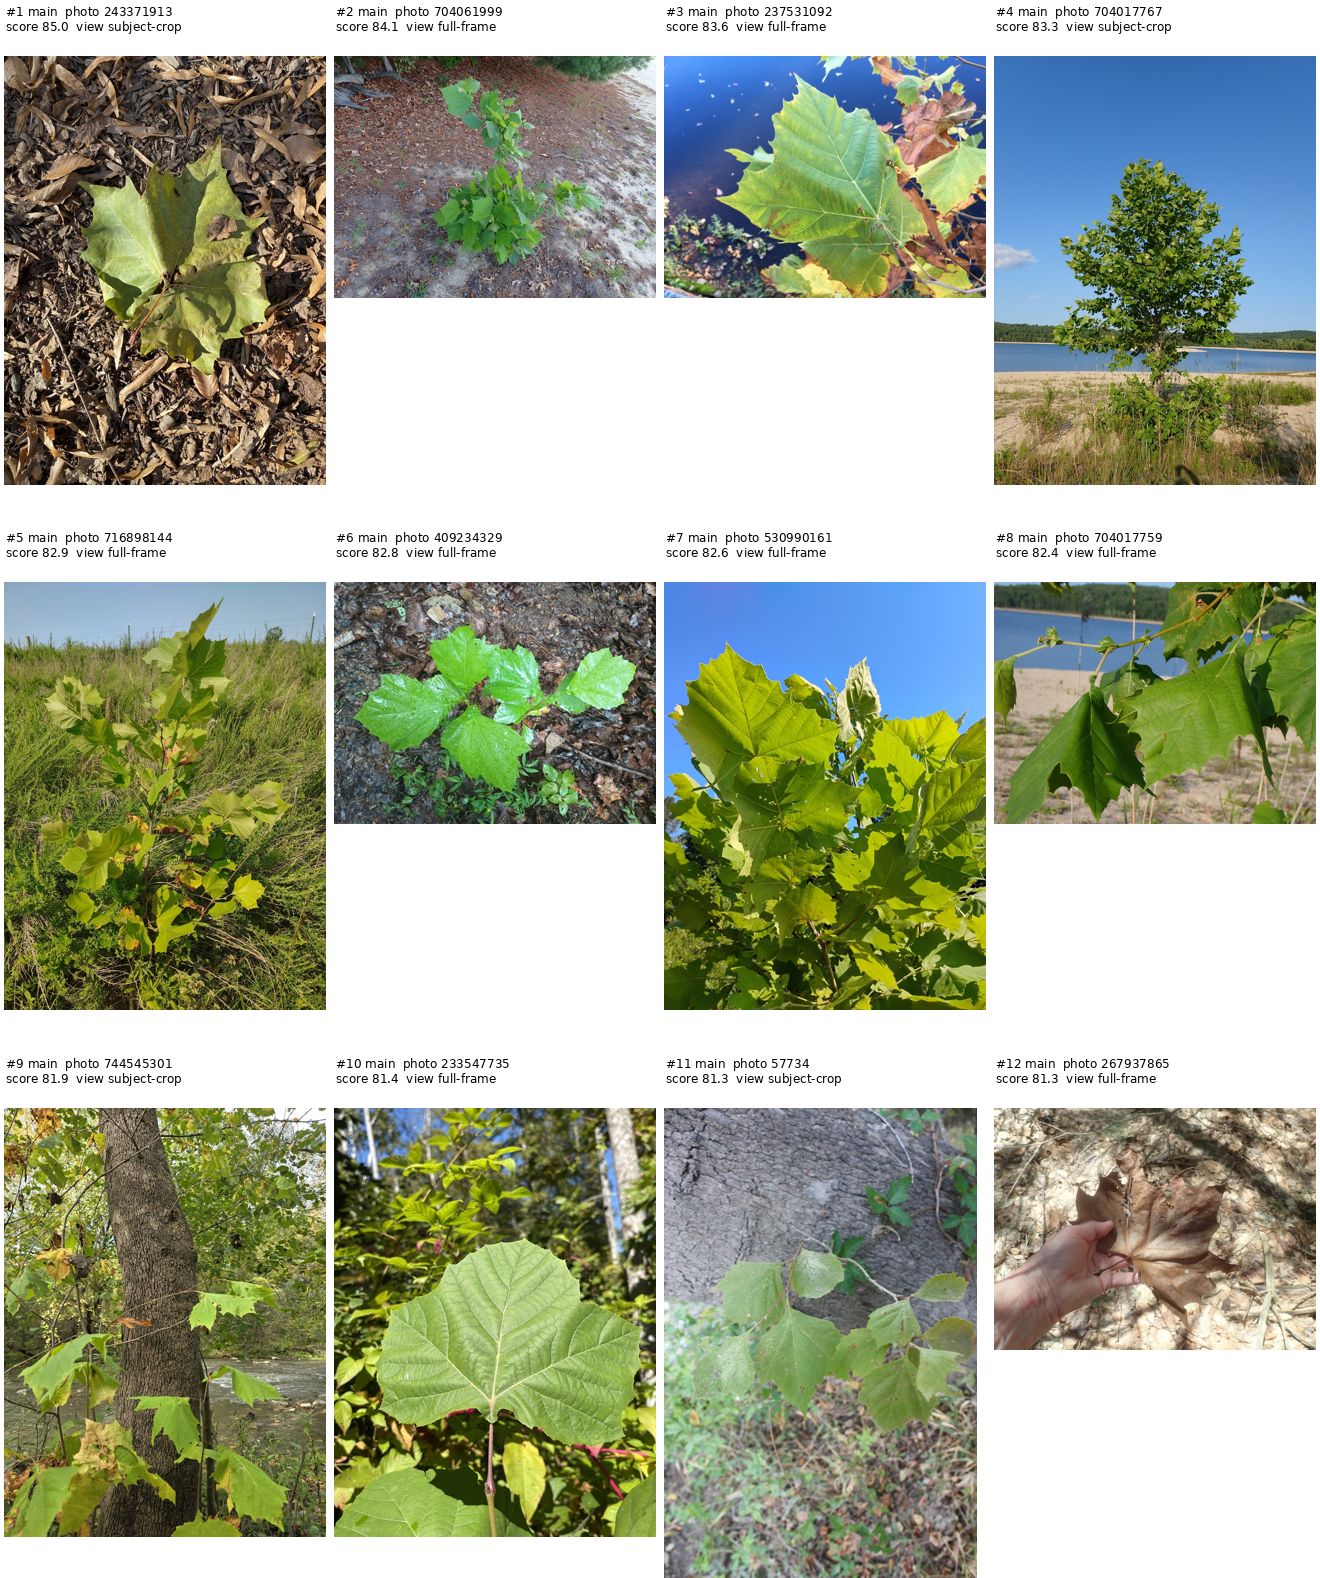 #1 main photo 243371913
score 85.0 view subject-crop
#2 main photo 704061999
score 84.1 view full-frame
#3 main photo 237531092
score 83.6 view full-frame
#4 main photo 704017767
score 83.3 view subject-crop
#5 main photo 716898144
score 82.9 view full-frame
#6 main photo 409234329
score 82.8 view full-frame
#7 main photo 530990161
score 82.6 view full-frame
#8 main photo 704017759
score 82.4 view full-frame
#9 main photo 744545301
score 81.9 view subject-crop
#10 main photo 233547735
score 81.4 view full-frame
#11 main photo 57734
score 81.3 view subject-crop
#12 main photo 267937865
score 81.3 view full-frame